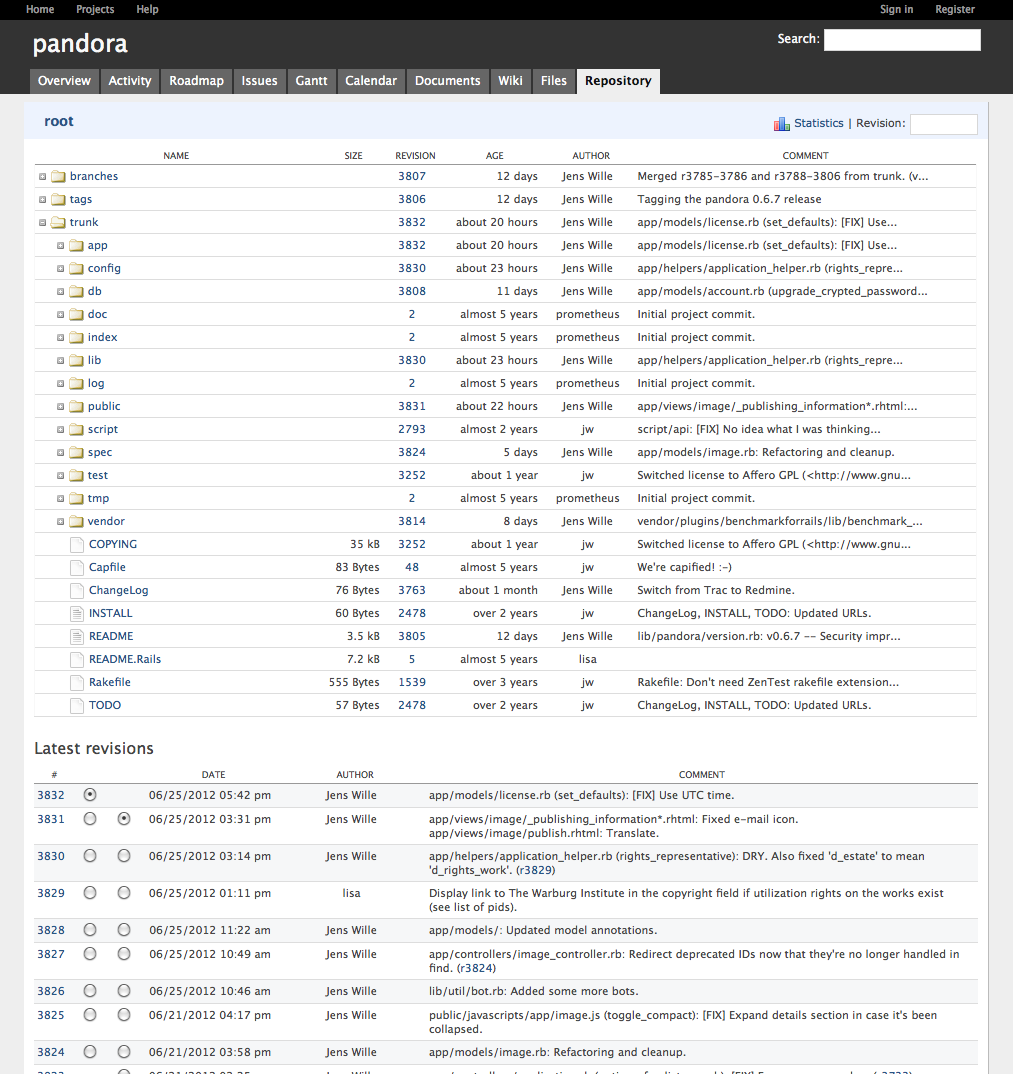 Home Projects Help Sign in Register
pandora Search:
Overview Activity Roadmap Issues Gantt Calendar Documents Wiki Files Repository
root Statistics | Revision:
NAME SIZE REVISION AGE AUTHOR COMMENT
branches 3807 12 days Jens Wille Merged r3785-3786 and r3788-3806 from trunk. (v...
tags 3806 12 days Jens Wille Tagging the pandora 0.6.7 release
trunk 3832 about 20 hours Jens Wille app/models/license.rb (set_defaults): [FIX] Use...
app 3832 about 20 hours Jens Wille app/models/license.rb (set_defaults): [FIX] Use...
config 3830 about 23 hours Jens Wille app/helpers/application_helper.rb (rights_repre...
db 3808 11 days Jens Wille app/models/account.rb (upgrade_crypted_password...
doc 2 almost 5 years prometheus Initial project commit.
index 2 almost 5 years prometheus Initial project commit.
lib 3830 about 23 hours Jens Wille app/helpers/application_helper.rb (rights_repre...
log 2 almost 5 years prometheus Initial project commit.
public 3831 about 22 hours Jens Wille app/views/image/_publishing_information*.rhtml:...
script 2793 almost 2 years jw script/api: [FIX] No idea what I was thinking...
spec 3824 5 days Jens Wille app/models/image.rb: Refactoring and cleanup.
test 3252 about 1 year jw Switched license to Affero GPL (<http://www.gnu...
tmp 2 almost 5 years prometheus Initial project commit.
vendor 3814 8 days Jens Wille vendor/plugins/benchmarkforrails/lib/benchmark_...
COPYING 35 kB 3252 about 1 year jw Switched license to Affero GPL (<http://www.gnu...
Capfile 83 Bytes 48 almost 5 years jw We're capified! :-)
ChangeLog 76 Bytes 3763 about 1 month Jens Wille Switch from Trac to Redmine.
INSTALL 60 Bytes 2478 over 2 years jw ChangeLog, INSTALL, TODO: Updated URLs.
README 3.5 kB 3805 12 days Jens Wille lib/pandora/version.rb: v0.6.7 -- Security impr...
README.Rails 7.2 kB 5 almost 5 years lisa
Rakefile 555 Bytes 1539 over 3 years jw Rakefile: Don't need ZenTest rakefile extension...
TODO 57 Bytes 2478 over 2 years jw ChangeLog, INSTALL, TODO: Updated URLs.
Latest revisions
# DATE AUTHOR COMMENT
3832 06/25/2012 05:42 pm Jens Wille app/models/license.rb (set_defaults): [FIX] Use UTC time.
3831 06/25/2012 03:31 pm Jens Wille app/views/image/_publishing_information*.rhtml: Fixed e-mail icon.
app/views/image/publish.rhtml: Translate.
3830 06/25/2012 03:14 pm Jens Wille app/helpers/application_helper.rb (rights_representative): DRY. Also fixed 'd_estate' to mean
'd_rights_work'. (r3829)
3829 06/25/2012 01:11 pm lisa Display link to The Warburg Institute in the copyright field if utilization rights on the works exist
(see list of pids).
3828 06/25/2012 11:22 am Jens Wille app/models/: Updated model annotations.
3827 06/25/2012 10:49 am Jens Wille app/controllers/image_controller.rb: Redirect deprecated IDs now that they're no longer handled in
find. (r3824)
3826 06/25/2012 10:46 am Jens Wille lib/util/bot.rb: Added some more bots.
3825 06/21/2012 04:17 pm Jens Wille public/javascripts/app/image.js (toggle_compact): [FIX] Expand details section in case it's been
collapsed.
3824 06/21/2012 03:58 pm Jens Wille app/models/image.rb: Refactoring and cleanup.